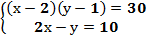 (x − 2)(y − 1) = 30
2x − y = 10